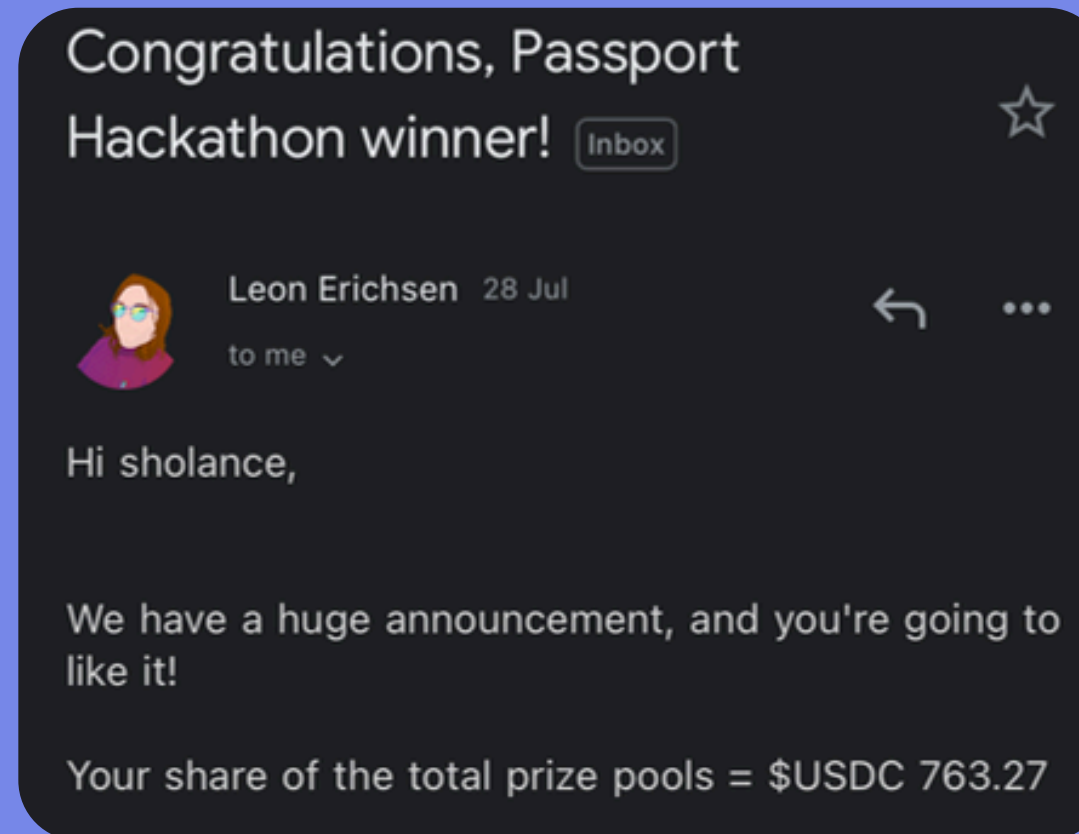 Congratulations, Passport
Hackathon winner! Inbox
Leon Erichsen 28 Jul
to me
Hi sholance,
We have a huge announcement, and you're going to
like it!
Your share of the total prize pools = $USDC 763.27